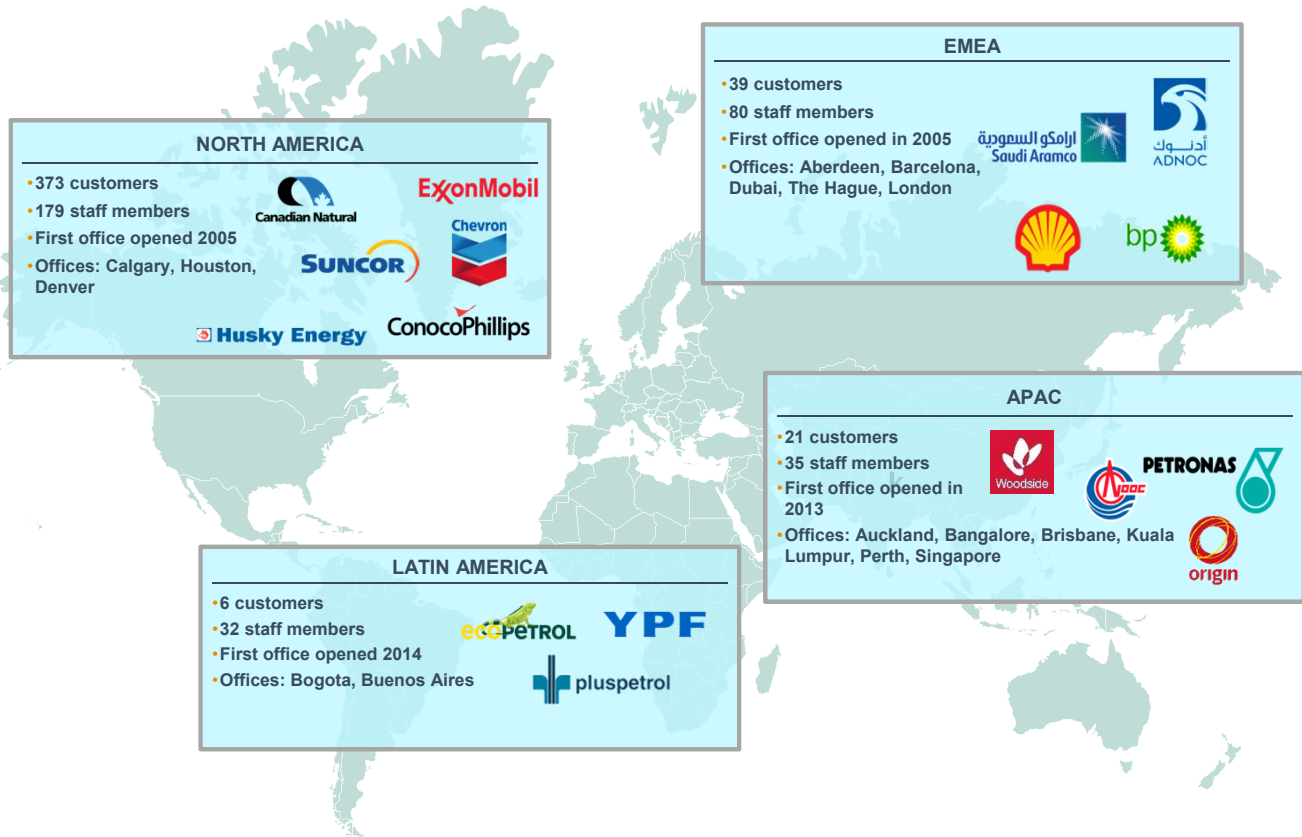 NORTH AMERICA
•373 customers
•179 staff members
•First office opened 2005
•Offices: Calgary, Houston,
Denver
Canadian Natural
ExxonMobil
SUNCOR
Chevron
Husky Energy
ConocoPhillips
EMEA
•39 customers
•80 staff members
•First office opened in 2005
•Offices: Aberdeen, Barcelona,
Dubai, The Hague, London
ارامكو السعودية
Saudi Aramco
أدنـوك
ADNOC
bp
APAC
•21 customers
•35 staff members
•First office opened in
2013
•Offices: Auckland, Bangalore, Brisbane, Kuala
Lumpur, Perth, Singapore
k
Woodside
CNOOC
PETRONAS
origin
LATIN AMERICA
•6 customers
•32 staff members
•First office opened 2014
•Offices: Bogota, Buenos Aires
ecoPETROL
YPF
pluspetrol